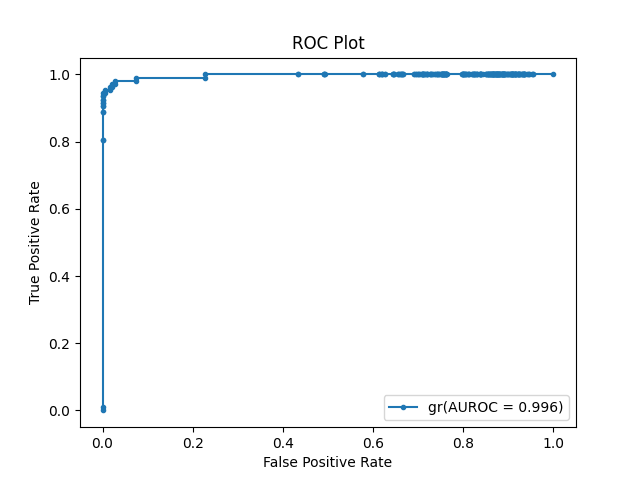 ROC Plot
1.0
0.8
0.6
0.4
0.2
0.0
True Positive Rate
gr(AUROC = 0.996)
0.0 0.2 0.4 0.6 0.8 1.0
False Positive Rate